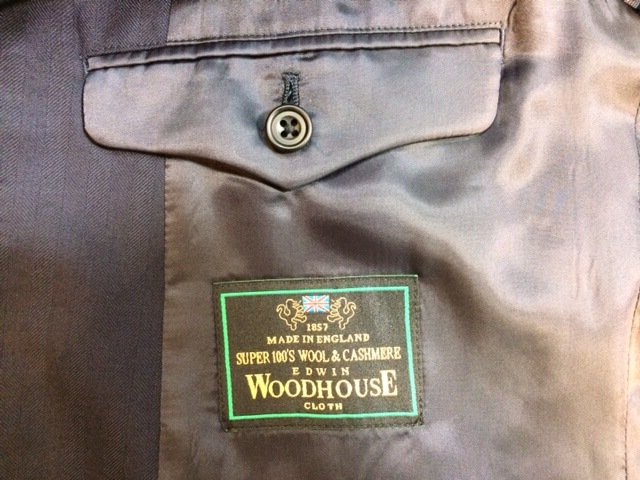 1857
MADE IN ENGLAND
SUPER 100'S WOOL & CASHMERE
EDWIN
WOODHOUSE
CLOTH